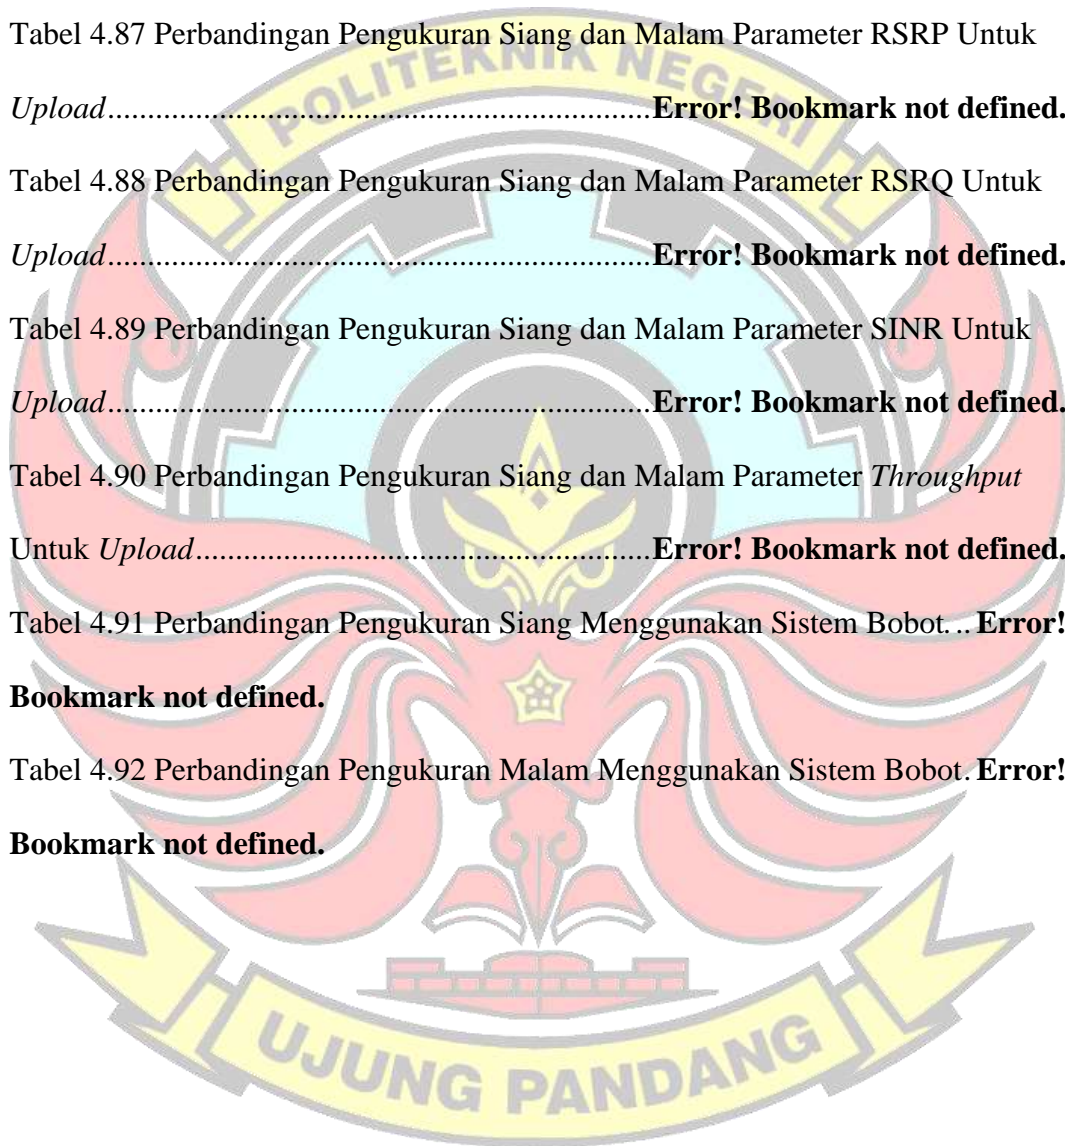 Tabel 4.87 Perbandingan Pengukuran Siang dan Malam Parameter RSRP Untuk
POLITEKNIK NEGERI
Upload............................................................Error! Bookmark not defined.
Tabel 4.88 Perbandingan Pengukuran Siang dan Malam Parameter RSRQ Untuk
Upload............................................................Error! Bookmark not defined.
Tabel 4.89 Perbandingan Pengukuran Siang dan Malam Parameter SINR Untuk
Upload............................................................Error! Bookmark not defined.
Tabel 4.90 Perbandingan Pengukuran Siang dan Malam Parameter Throughput
Untuk Upload..................................................Error! Bookmark not defined.
Tabel 4.91 Perbandingan Pengukuran Siang Menggunakan Sistem Bobot... Error!
Bookmark not defined.
Tabel 4.92 Perbandingan Pengukuran Malam Menggunakan Sistem Bobot. Error!
Bookmark not defined.
UJUNG PANDANG